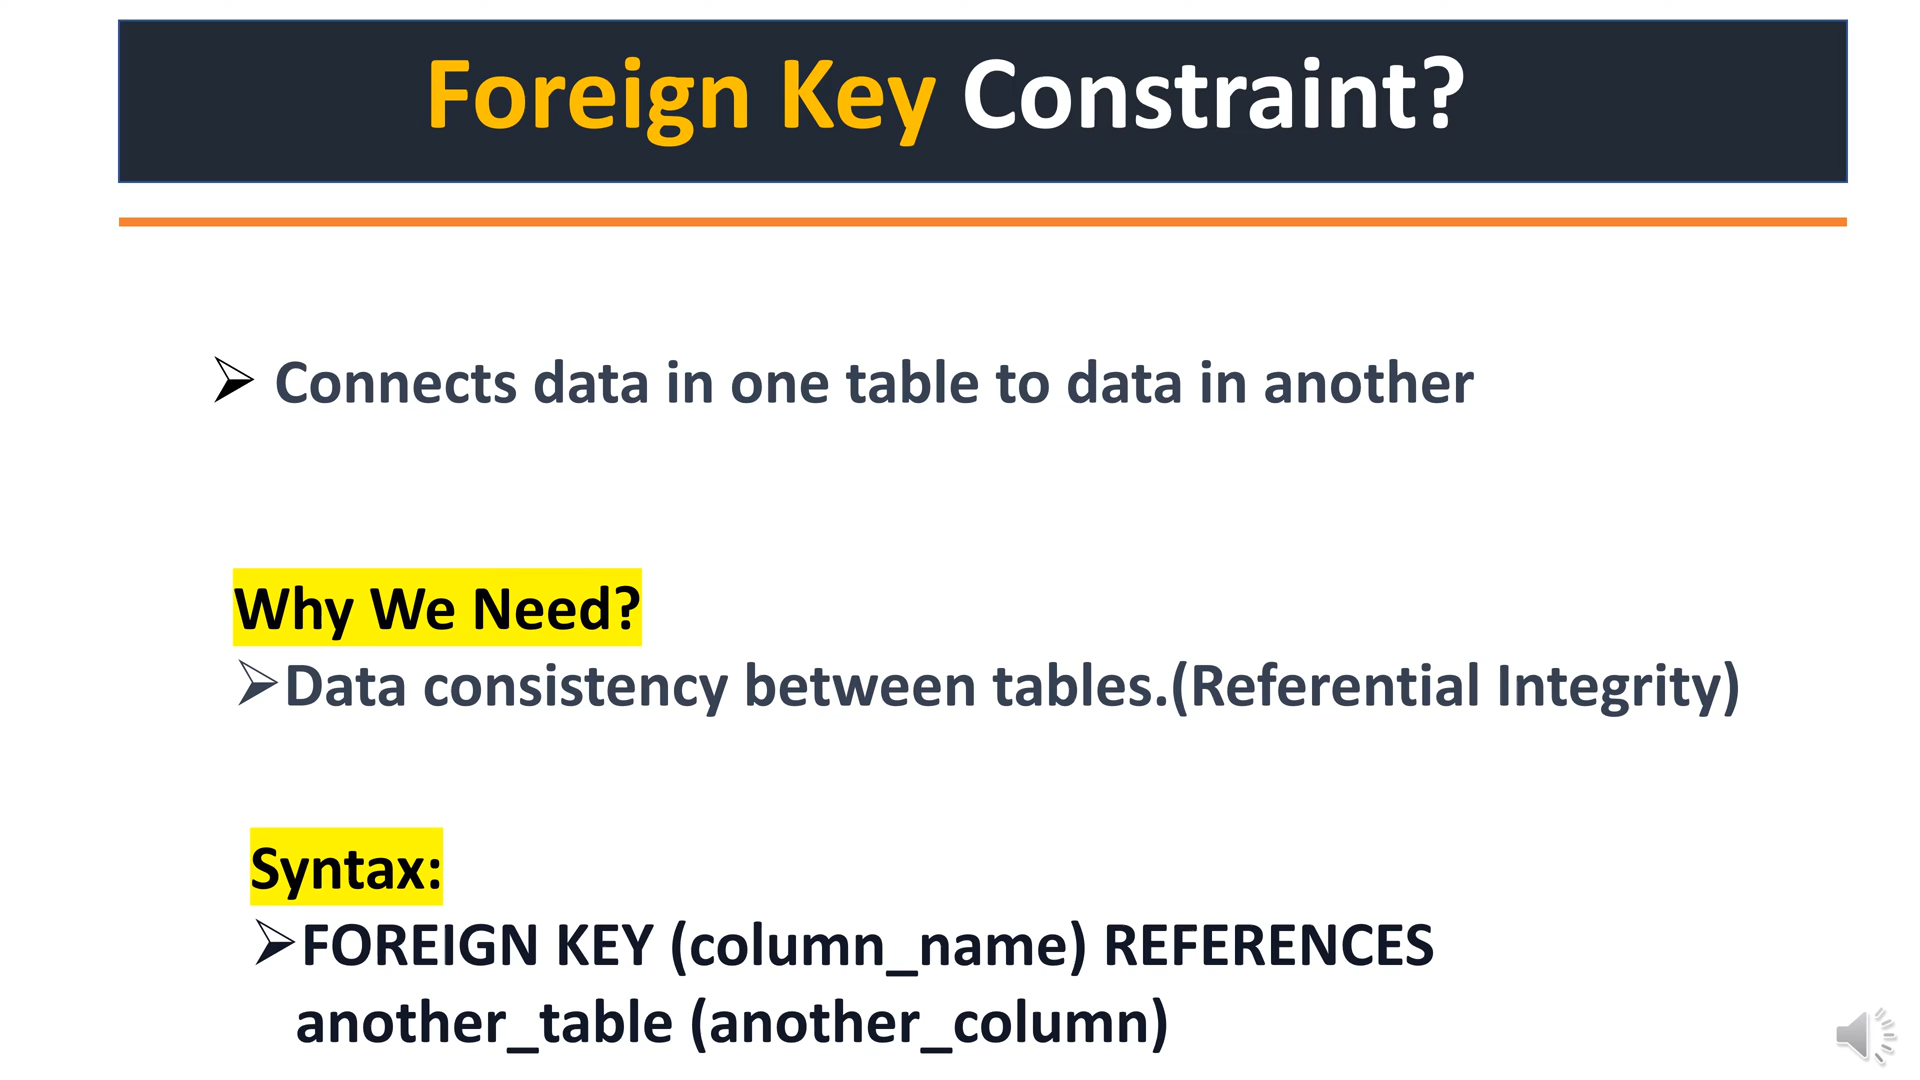 Foreign Key Constraint?
➢ Connects data in one table to data in another
Why We Need?
➢Data consistency between tables.(Referential Integrity)
Syntax:
➢FOREIGN KEY (column_name) REFERENCES
another_table (another_column)